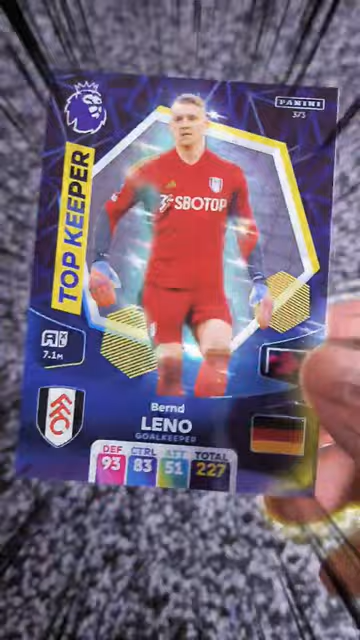 PANINI
373
TOP KEEPER
SBOTOP
7.1M
Bernd
LENO
GOALKEEPER
DEF CTRL ATT TOTAL
93 83 51 227